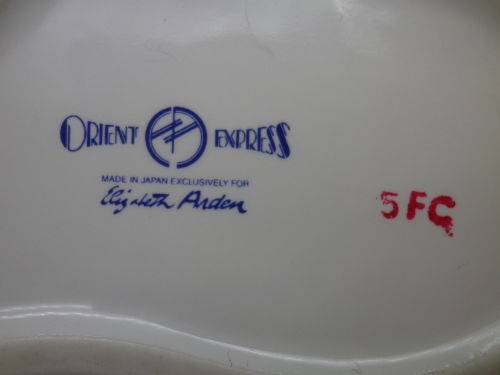 ORIENT EXPRESS
MADE IN JAPAN EXCLUSIVELY FOR
Elizabeth Arden
5FC